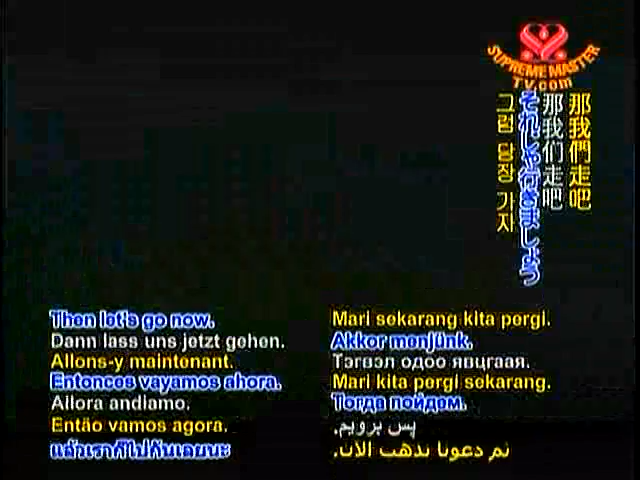 SUPREME MASTER
TV.com
那我們走吧
那我们走吧
それじゃ行きましょう
그럼 당장 가자
Then let's go now.
Dann lass uns jetzt gehen.
Allons-y maintenant.
Entonces vayamos ahora.
Allora andiamo.
Então vamos agora.
แล้วเราก็ไปกันเลยนะ
Mari sekarang kita pergi.
Akkor menjünk.
Тэгвэл одоо явцгаая.
Mari kita pergi sekarang.
Тогда пойдем.
پس برویم.
ثم دعونا نذهب الآن.